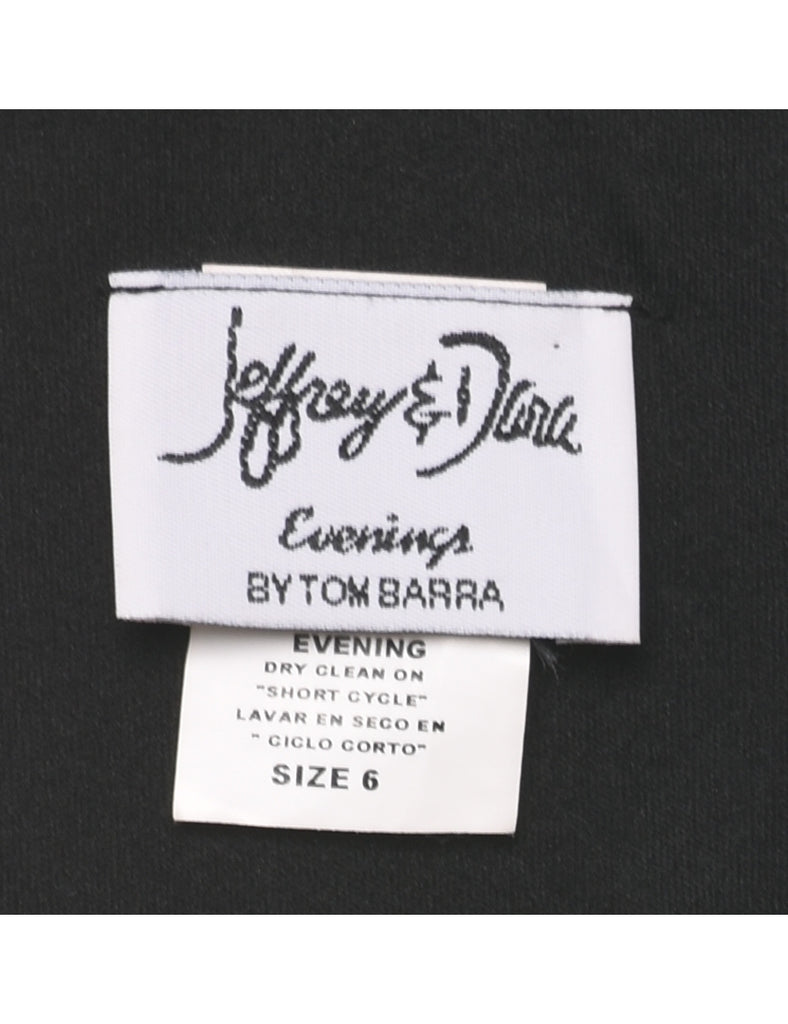 Jeffrey & Dara
Evenings
BY TOM BARRA
EVENING
DRY CLEAN ON
"SHORT CYCLE"
LAVAR EN SECO EN
" CICLO CORTO"
SIZE 6